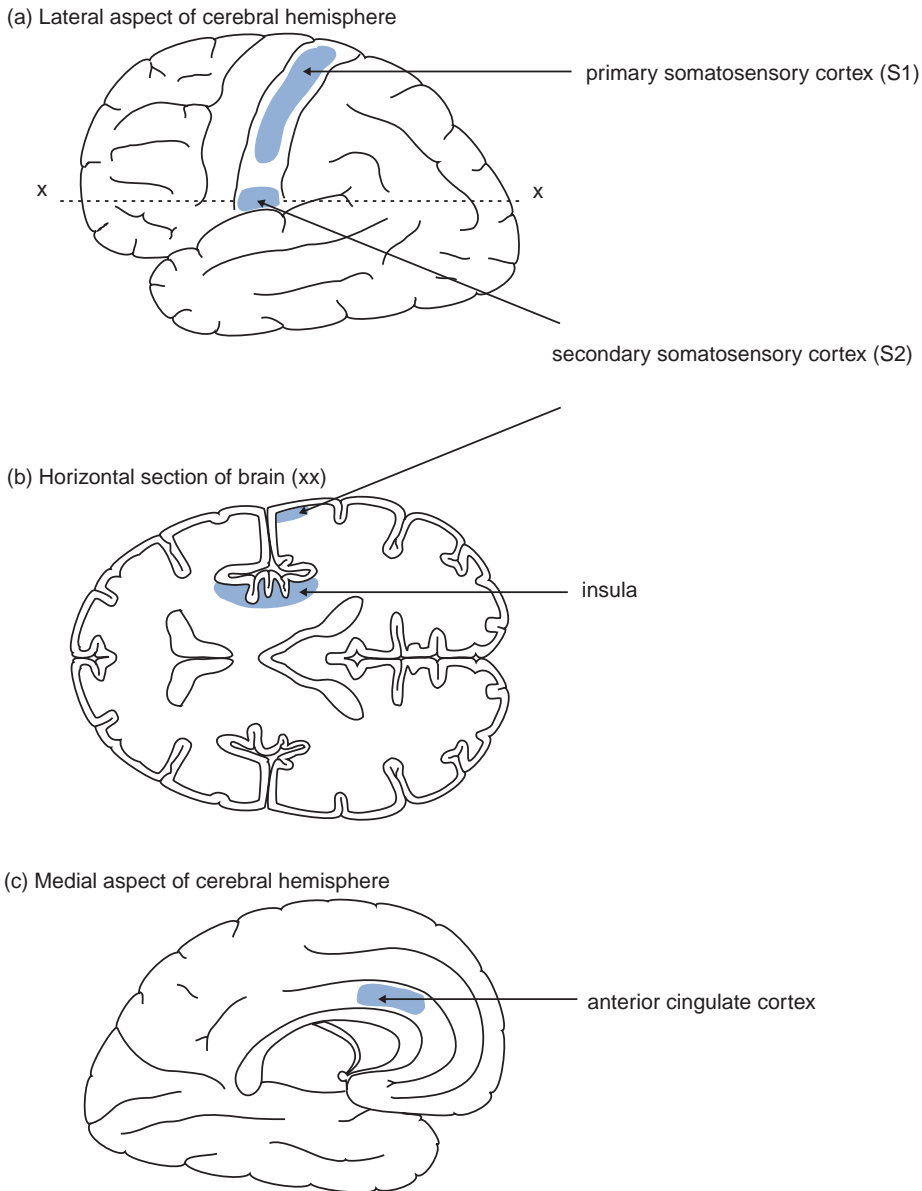 (a) Lateral aspect of cerebral hemisphere
primary somatosensory cortex (S1)
x
x
secondary somatosensory cortex (S2)
(b) Horizontal section of brain (xx)
insula
(c) Medial aspect of cerebral hemisphere
anterior cingulate cortex